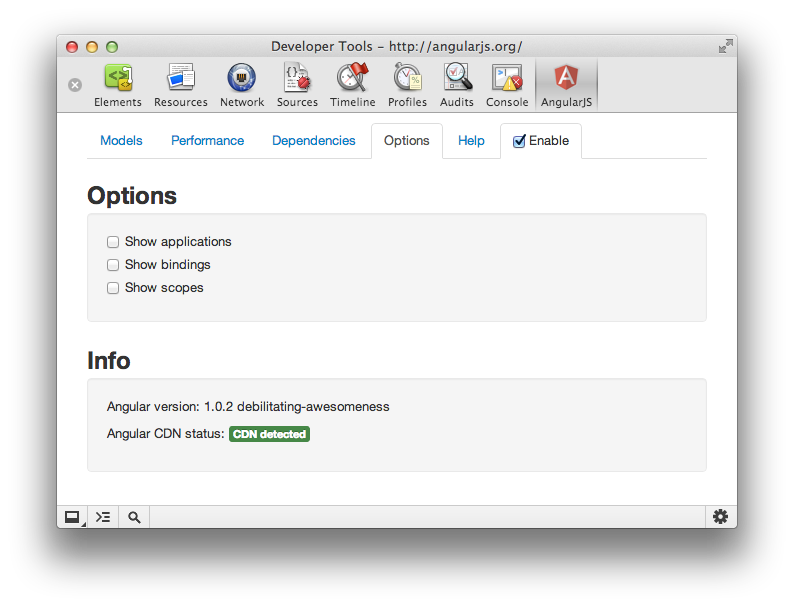 Developer Tools - http://angularjs.org/
Elements Resources Network Sources Timeline Profiles Audits Console AngularJS
Models Performance Dependencies Options Help Enable
Options
Show applications
Show bindings
Show scopes
Info
Angular version: 1.0.2 debilitating-awesomeness
Angular CDN status: CDN detected